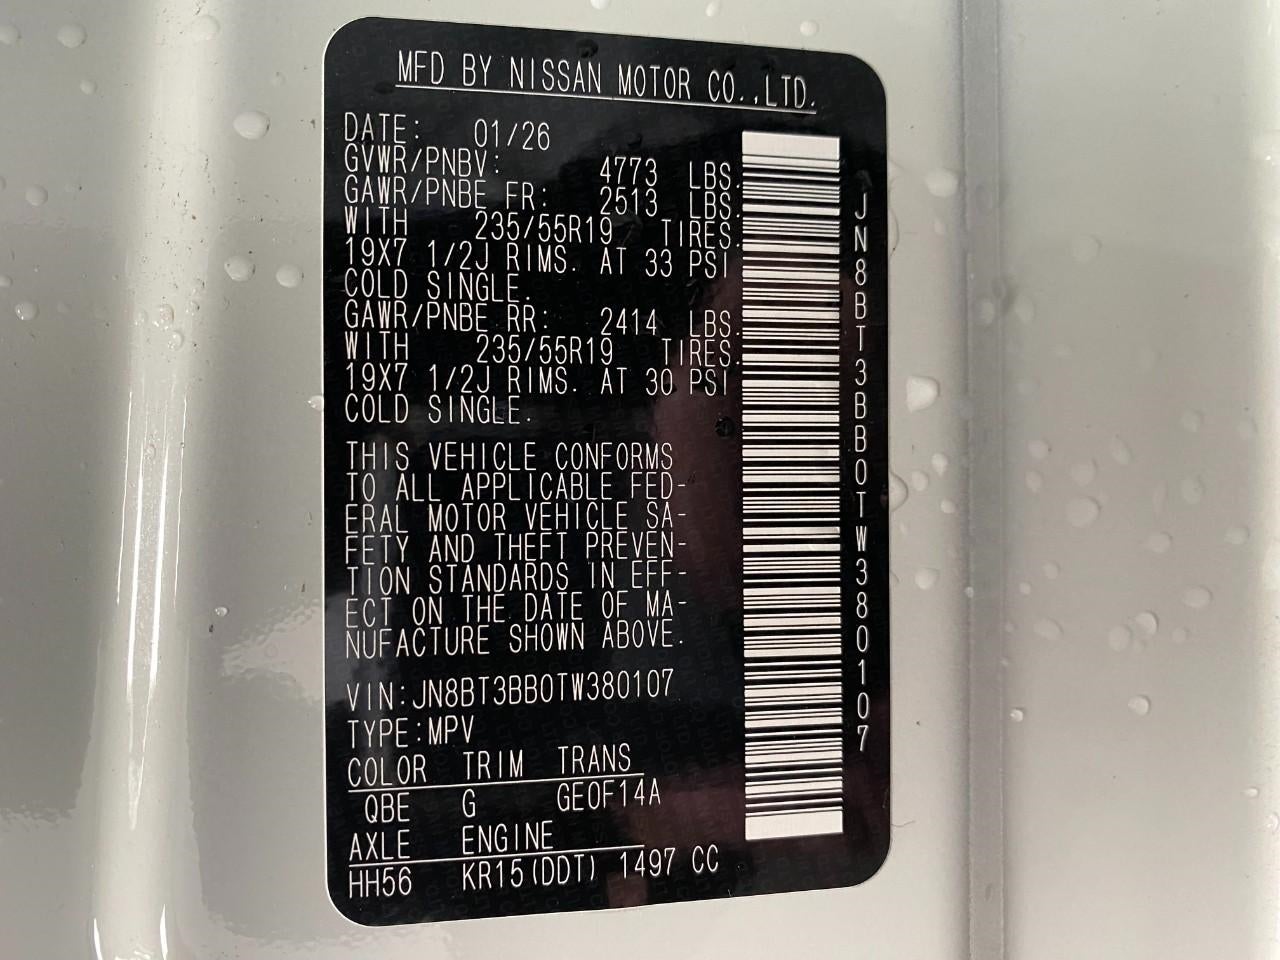 MFD BY NISSAN MOTOR CO.,LTD.
DATE: 01/26
GVWR/PNBV: 4773 LBS.
GAWR/PNBE FR: 2513 LBS.
WITH 235/55R19 TIRES.
19X7 1/2J RIMS. AT 33 PSI
COLD SINGLE.
GAWR/PNBE RR: 2414 LBS.
WITH 235/55R19 TIRES.
19X7 1/2J RIMS. AT 30 PSI
COLD SINGLE.
THIS VEHICLE CONFORMS
TO ALL APPLICABLE FED-
ERAL MOTOR VEHICLE SA-
FETY AND THEFT PREVEN-
TION STANDARDS IN EFF-
ECT ON THE DATE OF MA-
NUFACTURE SHOWN ABOVE.
VIN:JN8BT3BB0TW380107
TYPE:MPV
COLOR TRIM TRANS
QBE G GE0F14A
AXLE ENGINE
HH56 KR15(DDT) 1497 CC
JN8BT3BB0TW380107